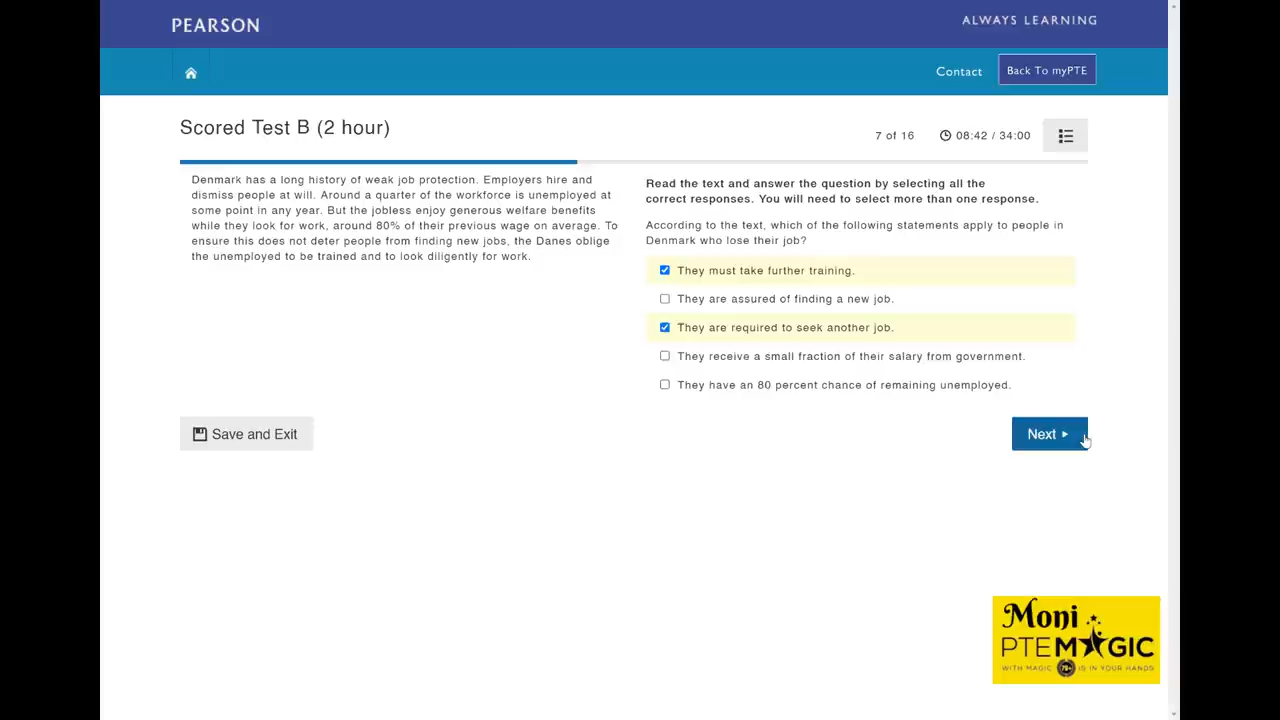 PEARSON
ALWAYS LEARNING
Contact
Back To myPTE
Scored Test B (2 hour)
7 of 16
08:42 / 34:00
Denmark has a long history of weak job protection. Employers hire and
dismiss people at will. Around a quarter of the workforce is unemployed at
some point in any year. But the jobless enjoy generous welfare benefits
while they look for work, around 80% of their previous wage on average. To
ensure this does not deter people from finding new jobs, the Danes oblige
the unemployed to be trained and to look diligently for work.
Read the text and answer the question by selecting all the
correct responses. You will need to select more than one response.
According to the text, which of the following statements apply to people in
Denmark who lose their job?
They must take further training.
They are assured of finding a new job.
They are required to seek another job.
They receive a small fraction of their salary from government.
They have an 80 percent chance of remaining unemployed.
Save and Exit
Next
Moni
PTEMAGIC
WITH MAGIC 79+ IS IN YOUR HANDS